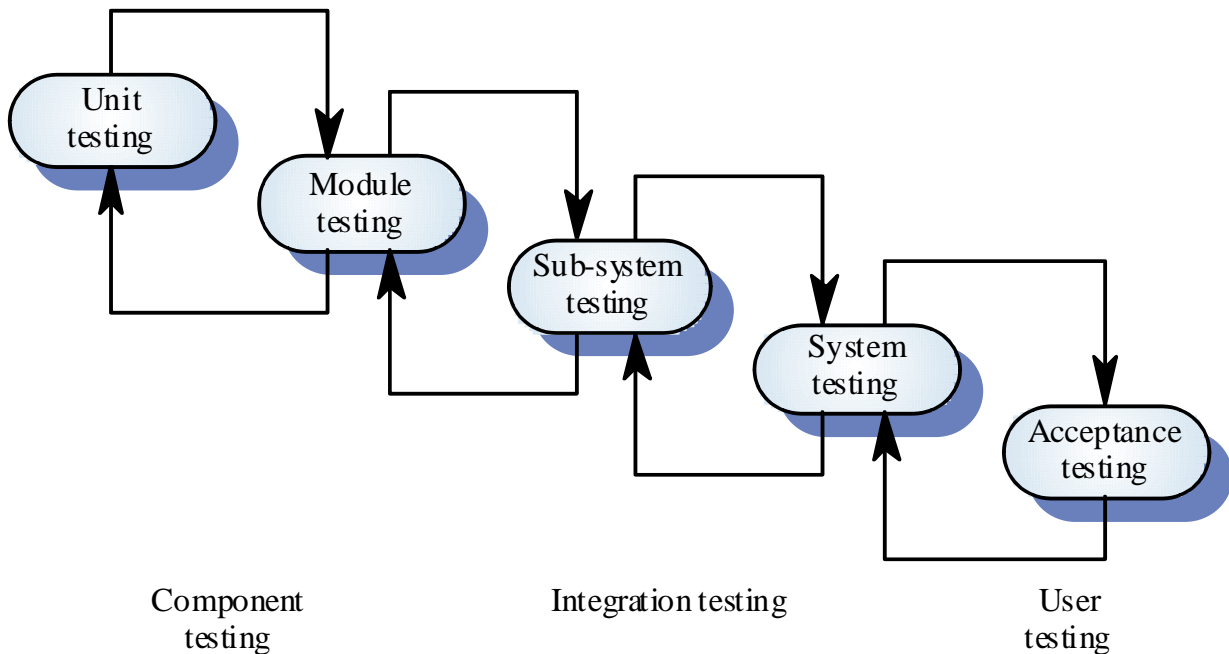 Unit
testing
Module
testing
Sub-system
testing
System
testing
Acceptance
testing
Component
testing
Integration testing
User
testing